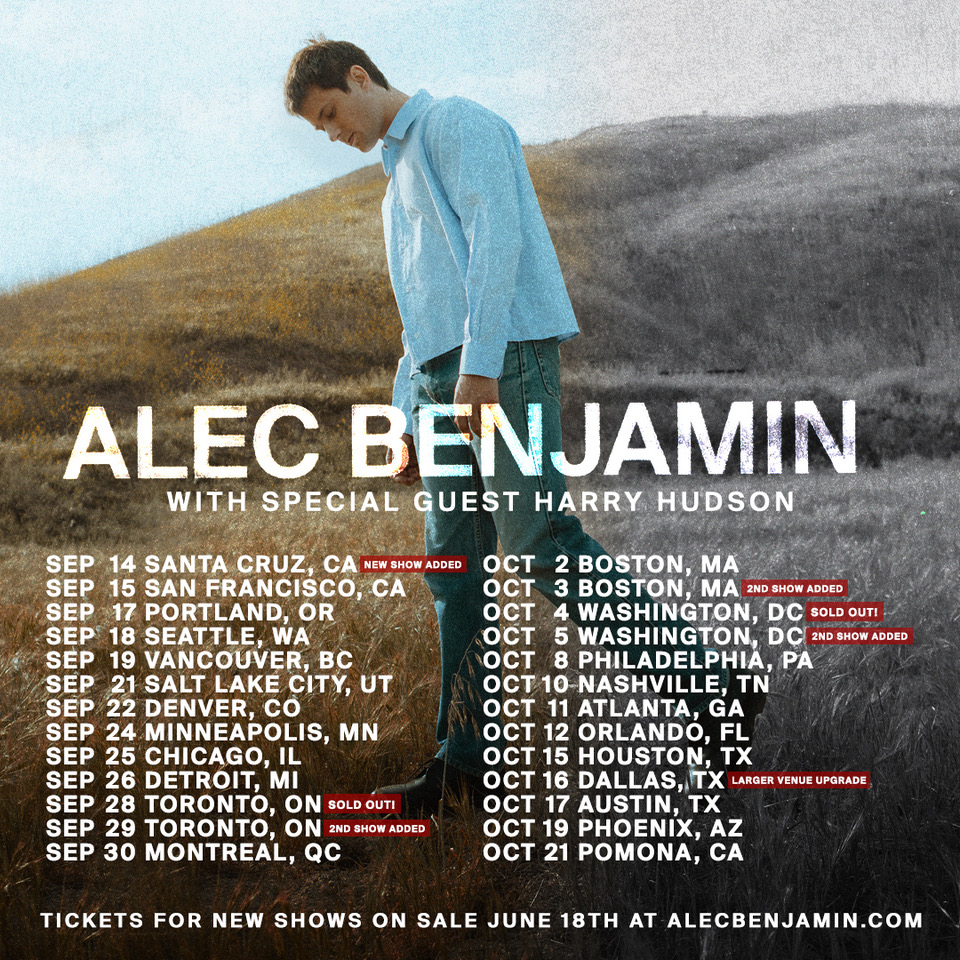 ALEC BENJAMIN
WITH SPECIAL GUEST HARRY HUDSON
SEP 14 SANTA CRUZ, CA NEW SHOW ADDED
SEP 15 SAN FRANCISCO, CA
SEP 17 PORTLAND, OR
SEP 18 SEATTLE, WA
SEP 19 VANCOUVER, BC
SEP 21 SALT LAKE CITY, UT
SEP 22 DENVER, CO
SEP 24 MINNEAPOLIS, MN
SEP 25 CHICAGO, IL
SEP 26 DETROIT, MI
SEP 28 TORONTO, ON SOLD OUT!
SEP 29 TORONTO, ON 2ND SHOW ADDED
SEP 30 MONTREAL, QC
OCT 2 BOSTON, MA
OCT 3 BOSTON, MA 2ND SHOW ADDED
OCT 4 WASHINGTON, DC SOLD OUT!
OCT 5 WASHINGTON, DC 2ND SHOW ADDED
OCT 8 PHILADELPHIA, PA
OCT 10 NASHVILLE, TN
OCT 11 ATLANTA, GA
OCT 12 ORLANDO, FL
OCT 15 HOUSTON, TX
OCT 16 DALLAS, TX LARGER VENUE UPGRADE
OCT 17 AUSTIN, TX
OCT 19 PHOENIX, AZ
OCT 21 POMONA, CA
TICKETS FOR NEW SHOWS ON SALE JUNE 18TH AT ALECBENJAMIN.COM